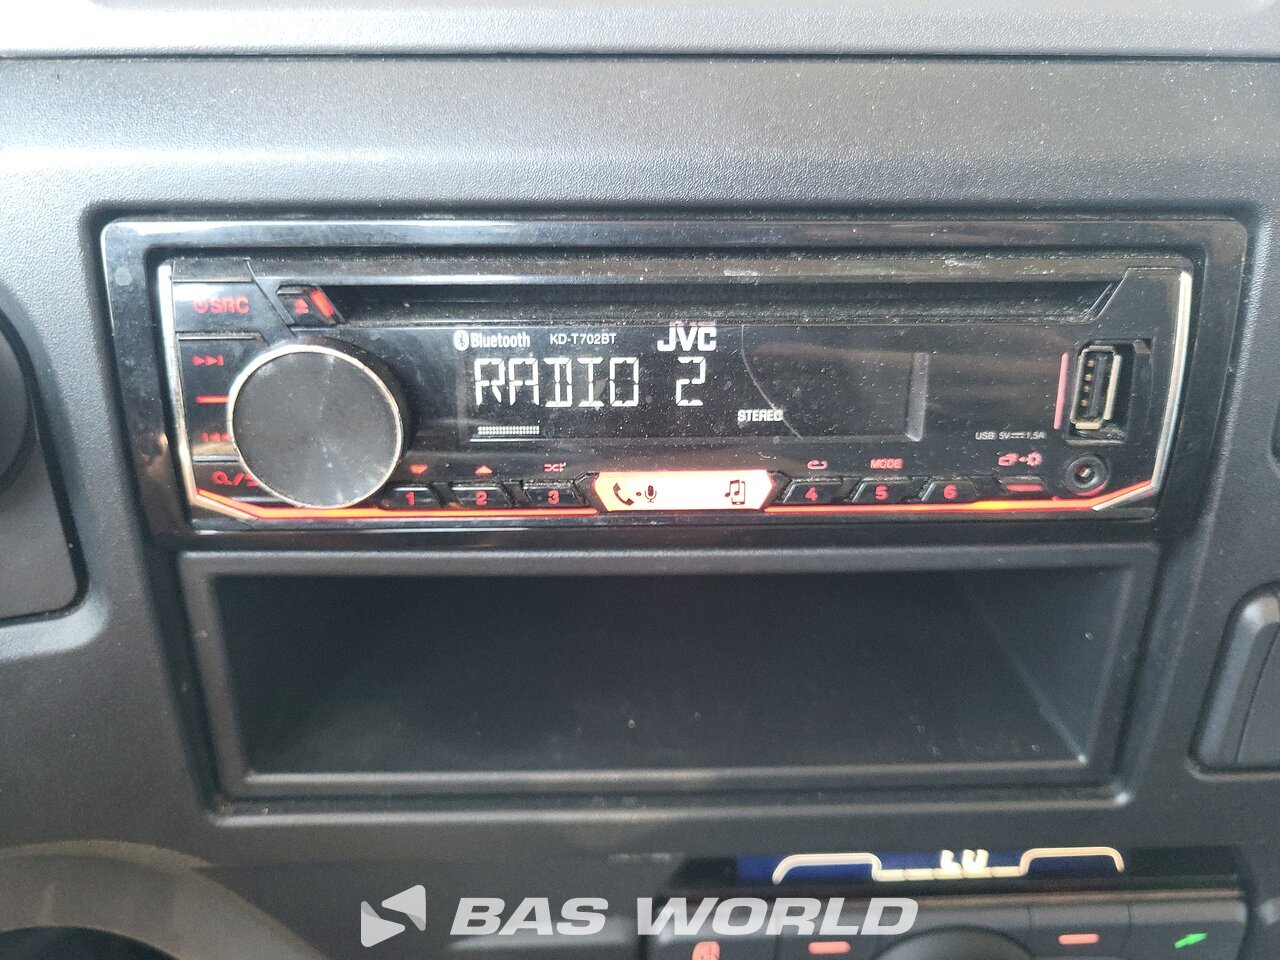 SRC
Bluetooth KD-T702BT JVC
RADIO 2
STEREO
USB 5V 1.5A
MODE
1 2 3 4 5 6
BAS WORLD